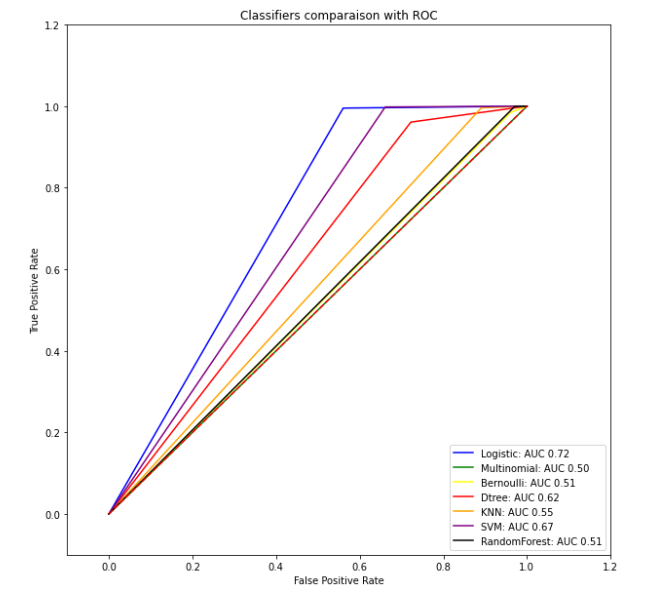 Classifiers comparaison with ROC
1.2
1.0
0.8
0.6
0.4
0.2
0.0
True Positive Rate
Logistic: AUC 0.72
Multinomial: AUC 0.50
Bernoulli: AUC 0.51
Dtree: AUC 0.62
KNN: AUC 0.55
SVM: AUC 0.67
RandomForest: AUC 0.51
0.0 0.2 0.4 0.6 0.8 1.0 1.2
False Positive Rate